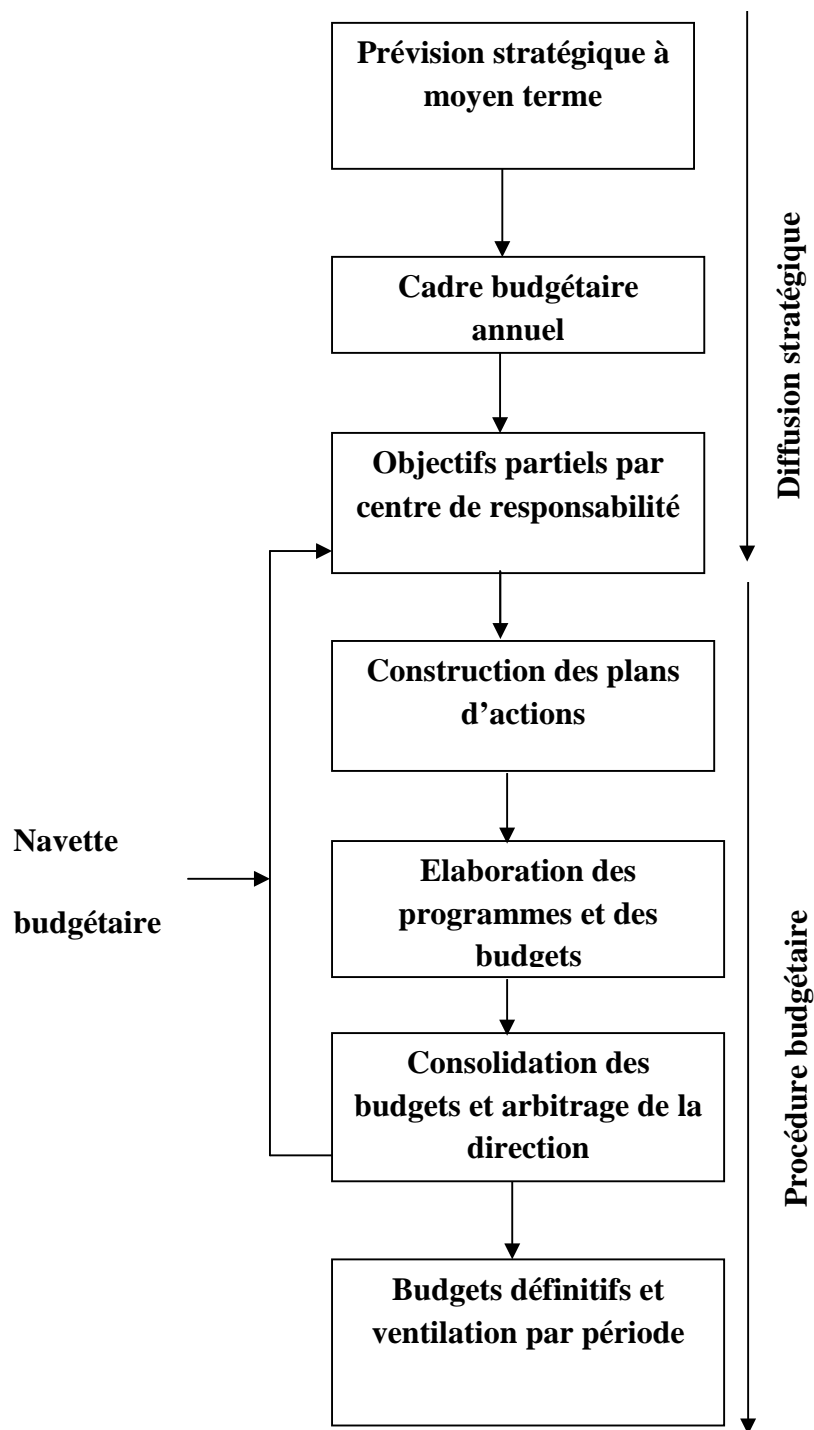 Prévision stratégique à
moyen terme
Cadre budgétaire
annuel
Objectifs partiels par
centre de responsabilité
Construction des plans
d’actions
Elaboration des
programmes et des
budgets
Consolidation des
budgets et arbitrage de la
direction
Budgets définitifs et
ventilation par période
Navette
budgétaire
Diffusion stratégique
Procédure budgétaire